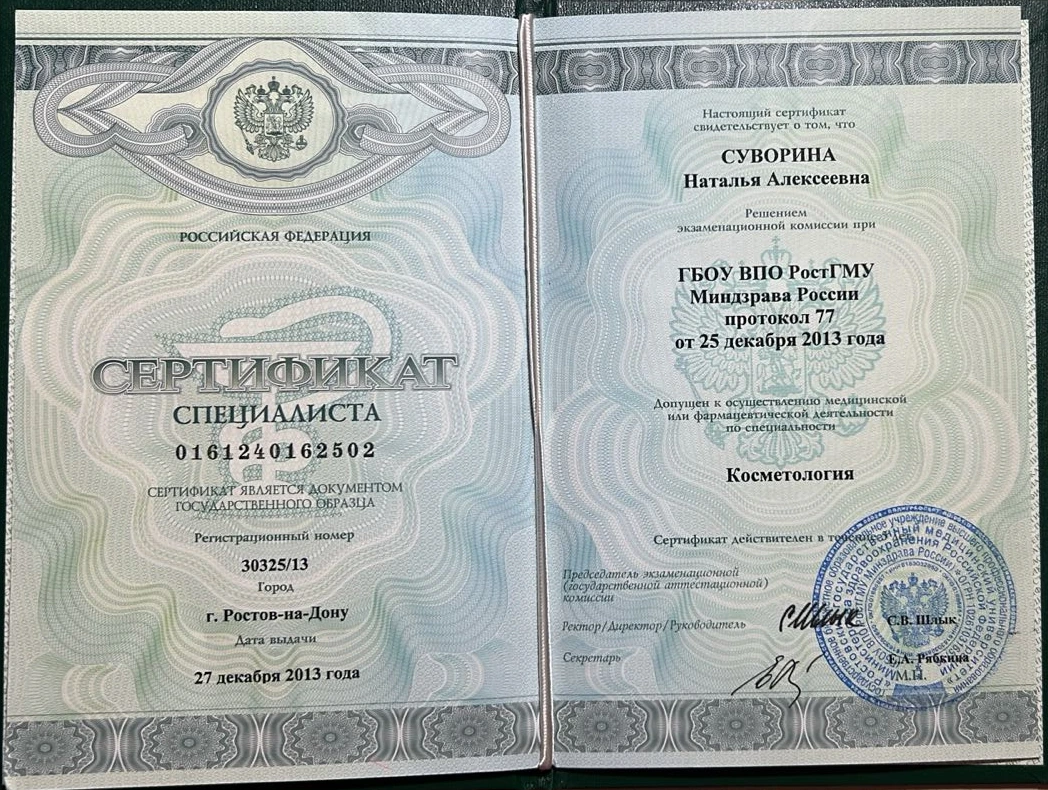 РОССИЙСКАЯ ФЕДЕРАЦИЯ
СЕРТИФИКАТ
СПЕЦИАЛИСТА
0161240162502
СЕРТИФИКАТ ЯВЛЯЕТСЯ ДОКУМЕНТОМ
ГОСУДАРСТВЕННОГО ОБРАЗЦА
Регистрационный номер
30325/13
Город
г. Ростов-на-Дону
Дата выдачи
27 декабря 2013 года
Настоящий сертификат
свидетельствует о том, что
СУВОРИНА
Наталья Алексеевна
Решением
экзаменационной комиссии при
ГБОУ ВПО РостГМУ
Миндзрава России
протокол 77
от 25 декабря 2013 года
Допущен к осуществлению медицинской
или фармацевтической деятельности
по специальности
Косметология
Сертификат действителен в
Председатель экзаменационной
(государственной аттестационной)
комиссии
Ректор/Директор/Руководитель
С.В. Шлык
Секретарь
Е.А. Рябкина
М.П.